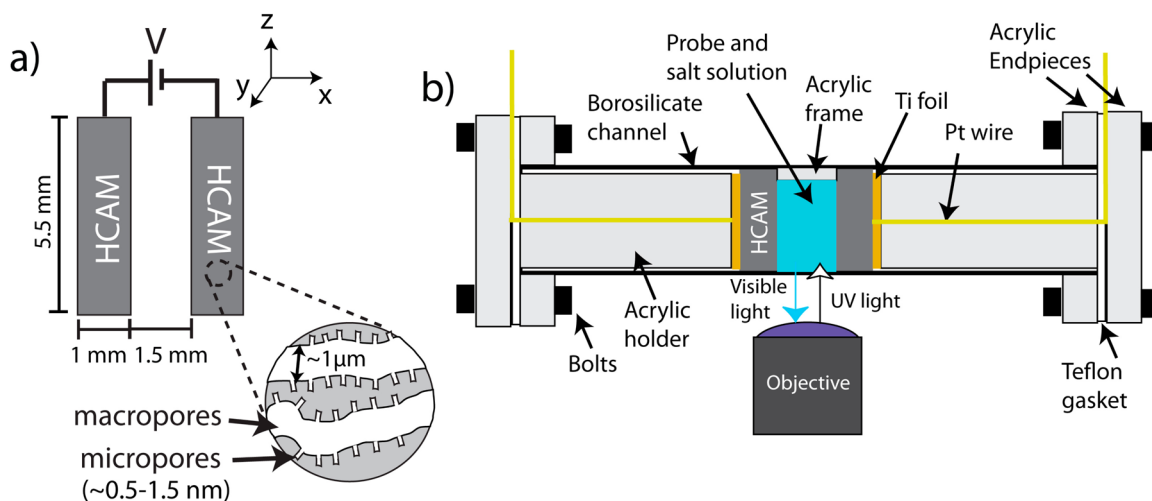 a)
V
z
y
x
5.5 mm
HCAM
HCAM
1 mm
1.5 mm
~1μm
macropores
micropores
(~0.5-1.5 nm)
b)
Probe and
salt solution
Acrylic
Endpieces
Borosilicate
channel
Acrylic
frame
Ti foil
Pt wire
HCAM
Visible
light
UV light
Acrylic
holder
Bolts
Objective
Teflon
gasket